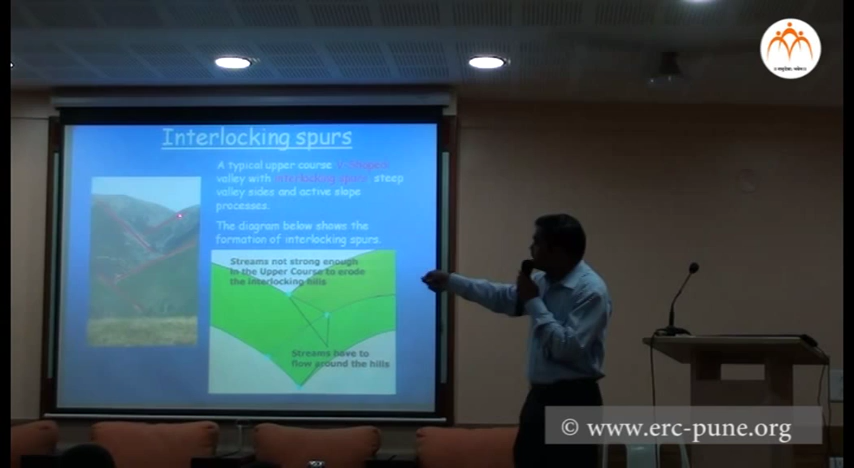 Interlocking spurs
A typical upper course V-Shaped
valley with interlocking spurs steep
valley sides and active slope
processes.
The diagram below shows the
formation of interlocking spurs.
Streams not strong enough
in the Upper Course to erode
the interlocking hills
Streams have to
flow around the hills
© www.erc-pune.org